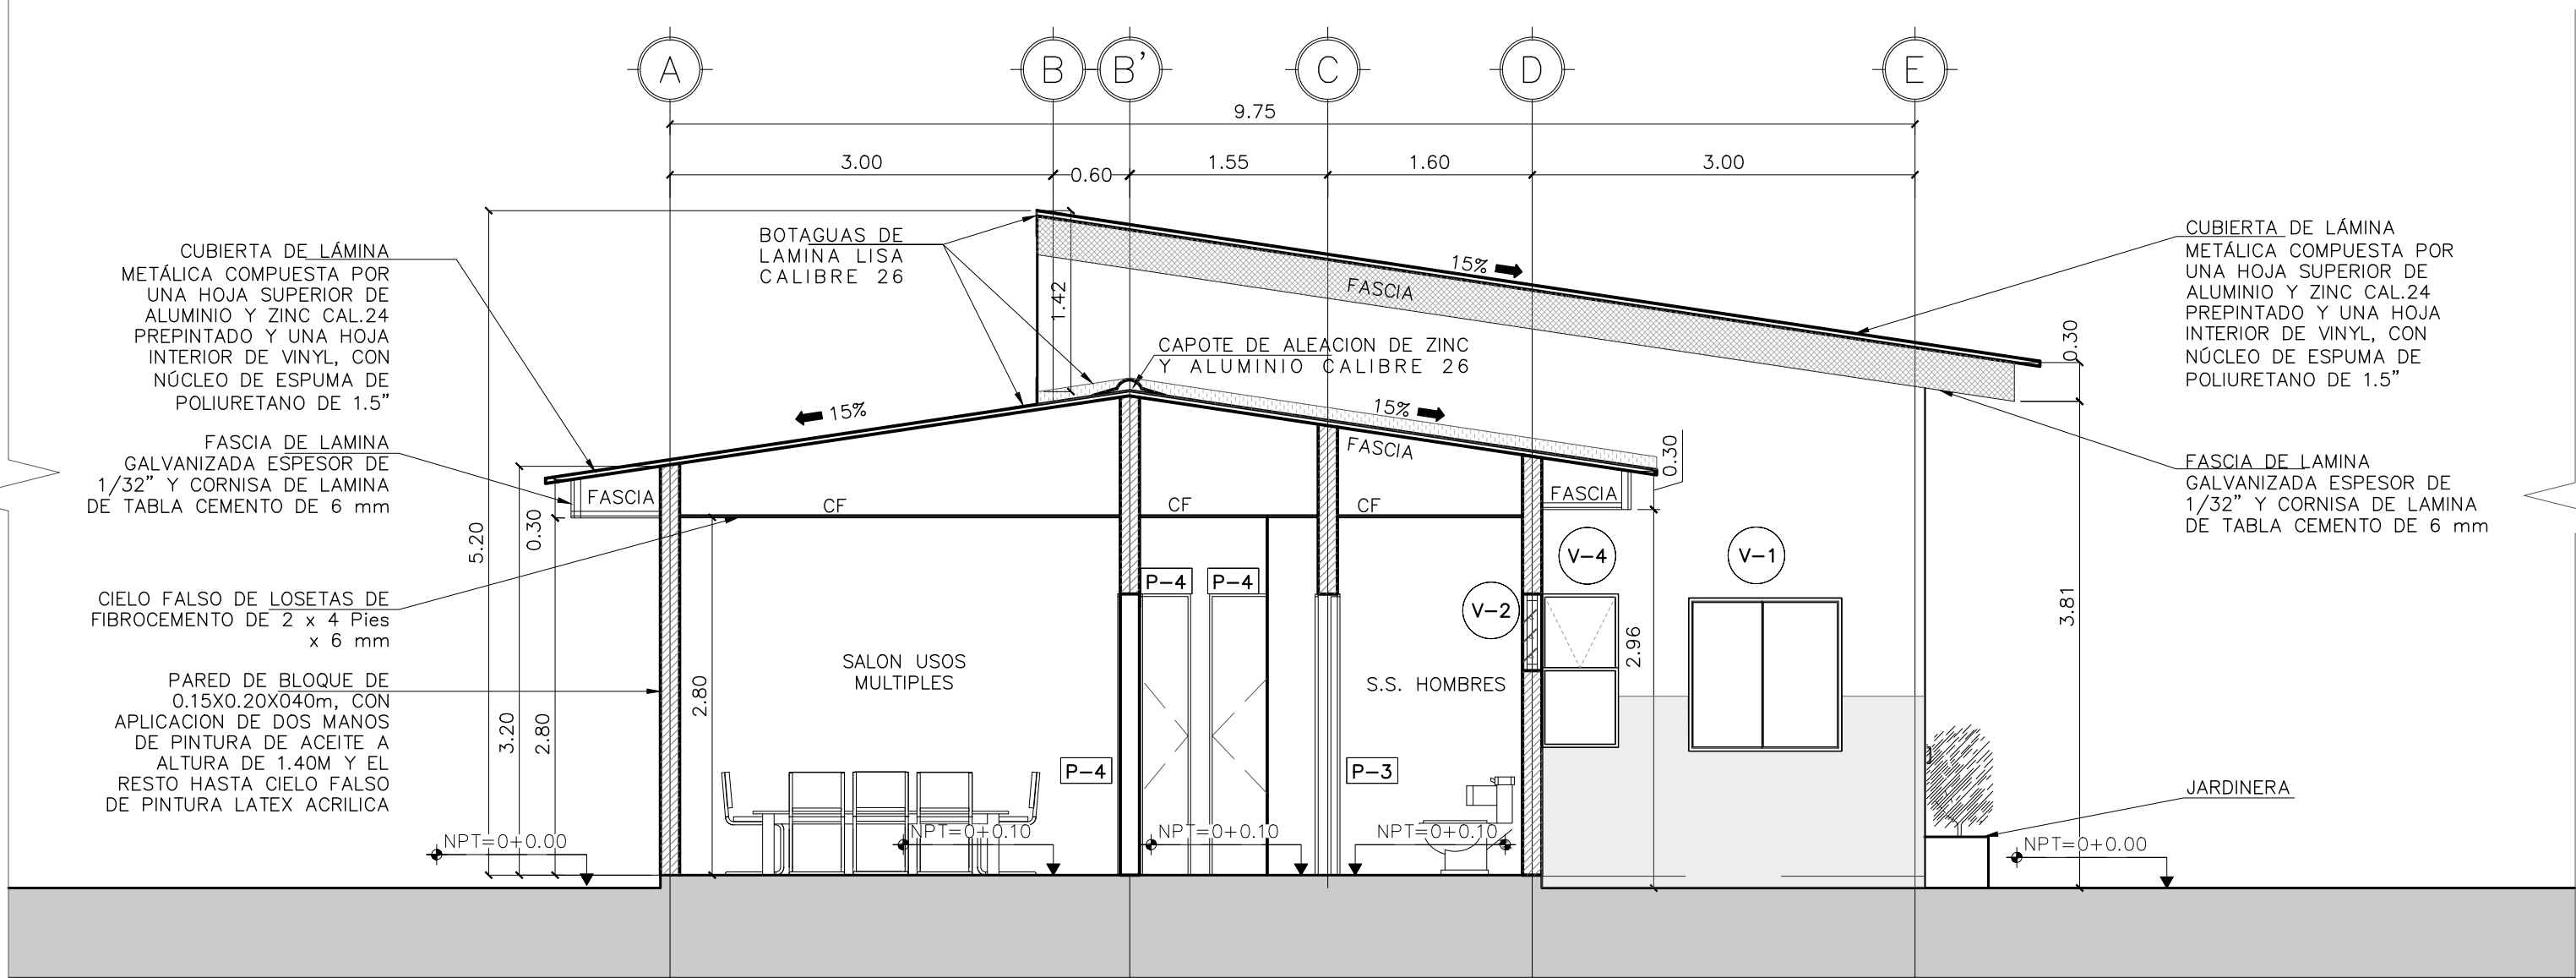 A
B
B'
C
D
E
9.75
3.00
0.60
1.55
1.60
3.00
CUBIERTA DE LÁMINA
METÁLICA COMPUESTA POR
UNA HOJA SUPERIOR DE
ALUMINIO Y ZINC CAL.24
PREPINTADO Y UNA HOJA
INTERIOR DE VINYL, CON
NÚCLEO DE ESPUMA DE
POLIURETANO DE 1.5"
FASCIA DE LAMINA
GALVANIZADA ESPESOR DE
1/32" Y CORNISA DE LAMINA
DE TABLA CEMENTO DE 6 mm
CIELO FALSO DE LOSETAS DE
FIBROCEMENTO DE 2 x 4 Pies
x 6 mm
PARED DE BLOQUE DE
0.15X0.20X040m, CON
APLICACION DE DOS MANOS
DE PINTURA DE ACEITE A
ALTURA DE 1.40M Y EL
RESTO HASTA CIELO FALSO
DE PINTURA LATEX ACRILICA
NPT=0+0.00
5.20
3.20
0.30
2.80
BOTAGUAS DE
LAMINA LISA
CALIBRE 26
1.42
15%
FASCIA
CAPOTE DE ALEACION DE ZINC
Y ALUMINIO CALIBRE 26
15%
15%
FASCIA
FASCIA
CF
CF
CF
FASCIA
0.30
2.80
SALON USOS
MULTIPLES
P-4
P-4
P-4
P-3
S.S. HOMBRES
V-2
V-4
V-1
2.96
NPT=0+0.10
NPT=0+0.10
NPT=0+0.10
0.30
3.81
CUBIERTA DE LÁMINA
METÁLICA COMPUESTA POR
UNA HOJA SUPERIOR DE
ALUMINIO Y ZINC CAL.24
PREPINTADO Y UNA HOJA
INTERIOR DE VINYL, CON
NÚCLEO DE ESPUMA DE
POLIURETANO DE 1.5"
FASCIA DE LAMINA
GALVANIZADA ESPESOR DE
1/32" Y CORNISA DE LAMINA
DE TABLA CEMENTO DE 6 mm
JARDINERA
NPT=0+0.00